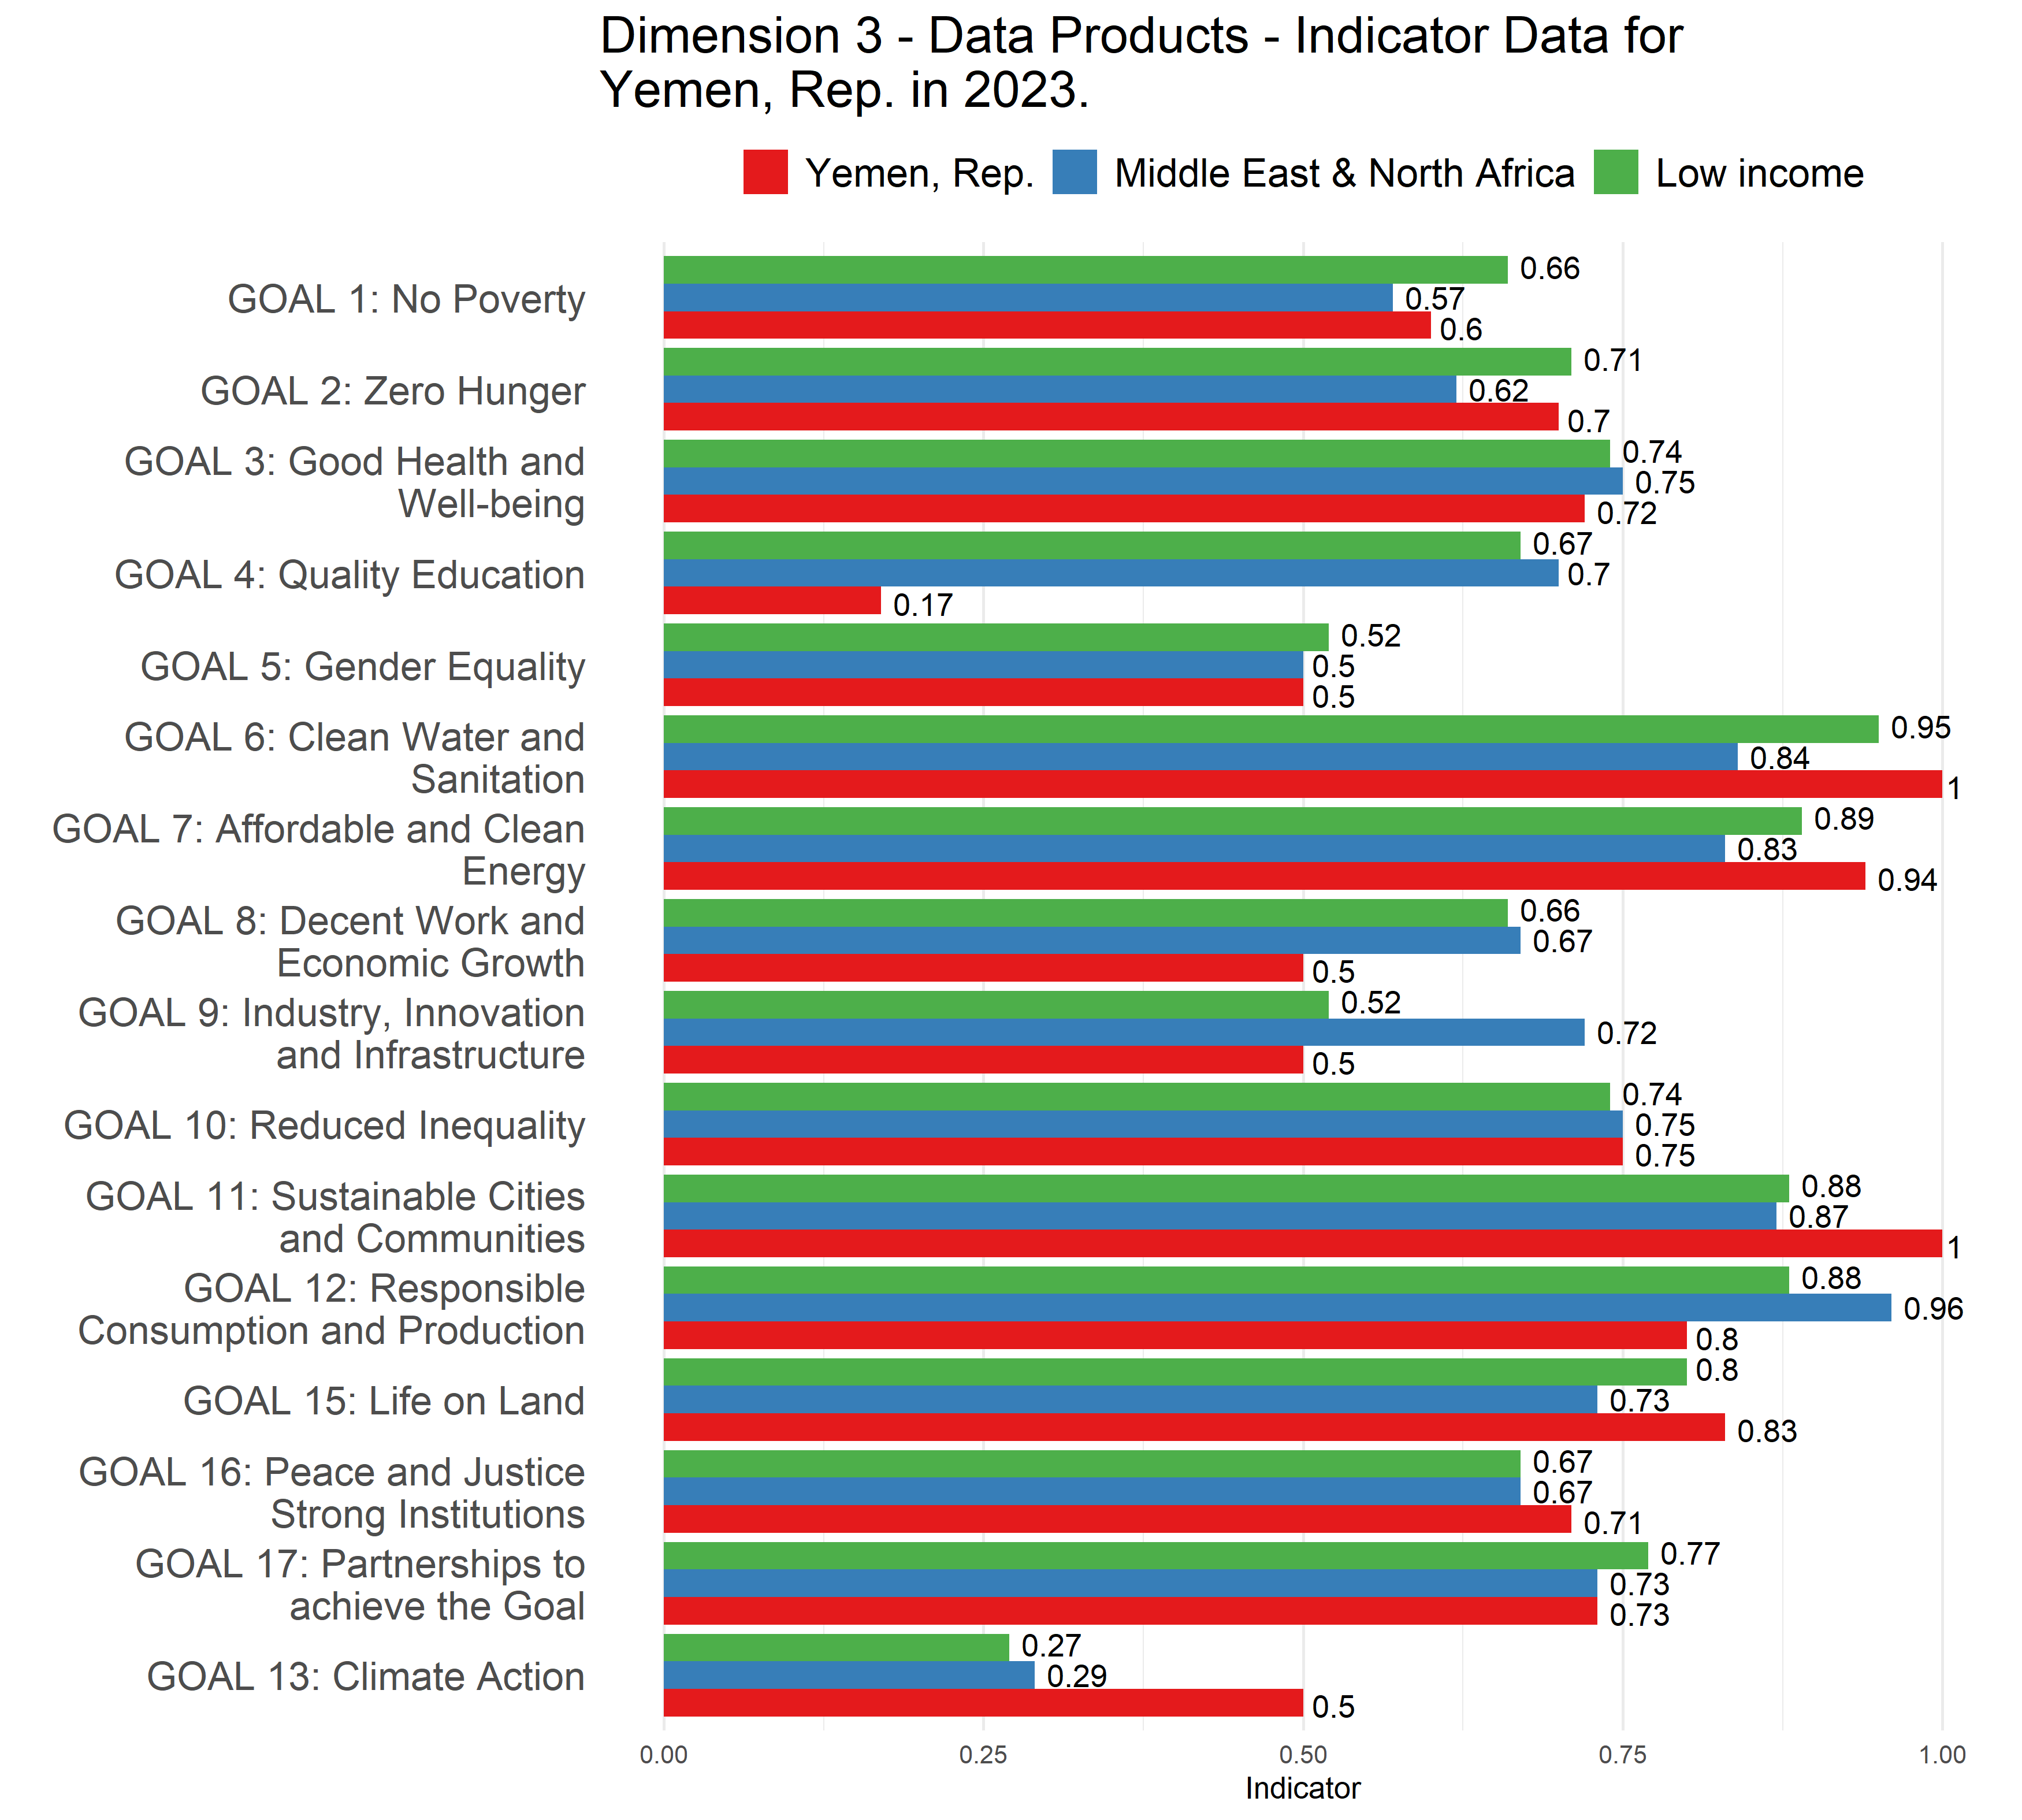 Dimension 3 - Data Products - Indicator Data for
Yemen, Rep. in 2023.
Yemen, Rep. Middle East & North Africa Low income
GOAL 1: No Poverty
0.66
0.57
0.6
GOAL 2: Zero Hunger
0.71
0.62
0.7
GOAL 3: Good Health and
Well-being
0.74
0.75
0.72
GOAL 4: Quality Education
0.67
0.7
0.17
GOAL 5: Gender Equality
0.52
0.5
0.5
GOAL 6: Clean Water and
Sanitation
0.95
0.84
1
GOAL 7: Affordable and Clean
Energy
0.89
0.83
0.94
GOAL 8: Decent Work and
Economic Growth
0.66
0.67
0.5
GOAL 9: Industry, Innovation
and Infrastructure
0.52
0.72
0.5
GOAL 10: Reduced Inequality
0.74
0.75
0.75
GOAL 11: Sustainable Cities
and Communities
0.88
0.87
1
GOAL 12: Responsible
Consumption and Production
0.88
0.96
0.8
GOAL 15: Life on Land
0.8
0.73
0.83
GOAL 16: Peace and Justice
Strong Institutions
0.67
0.67
0.71
GOAL 17: Partnerships to
achieve the Goal
0.77
0.73
0.73
GOAL 13: Climate Action
0.27
0.29
0.5
0.00 0.25 0.50 0.75 1.00
Indicator